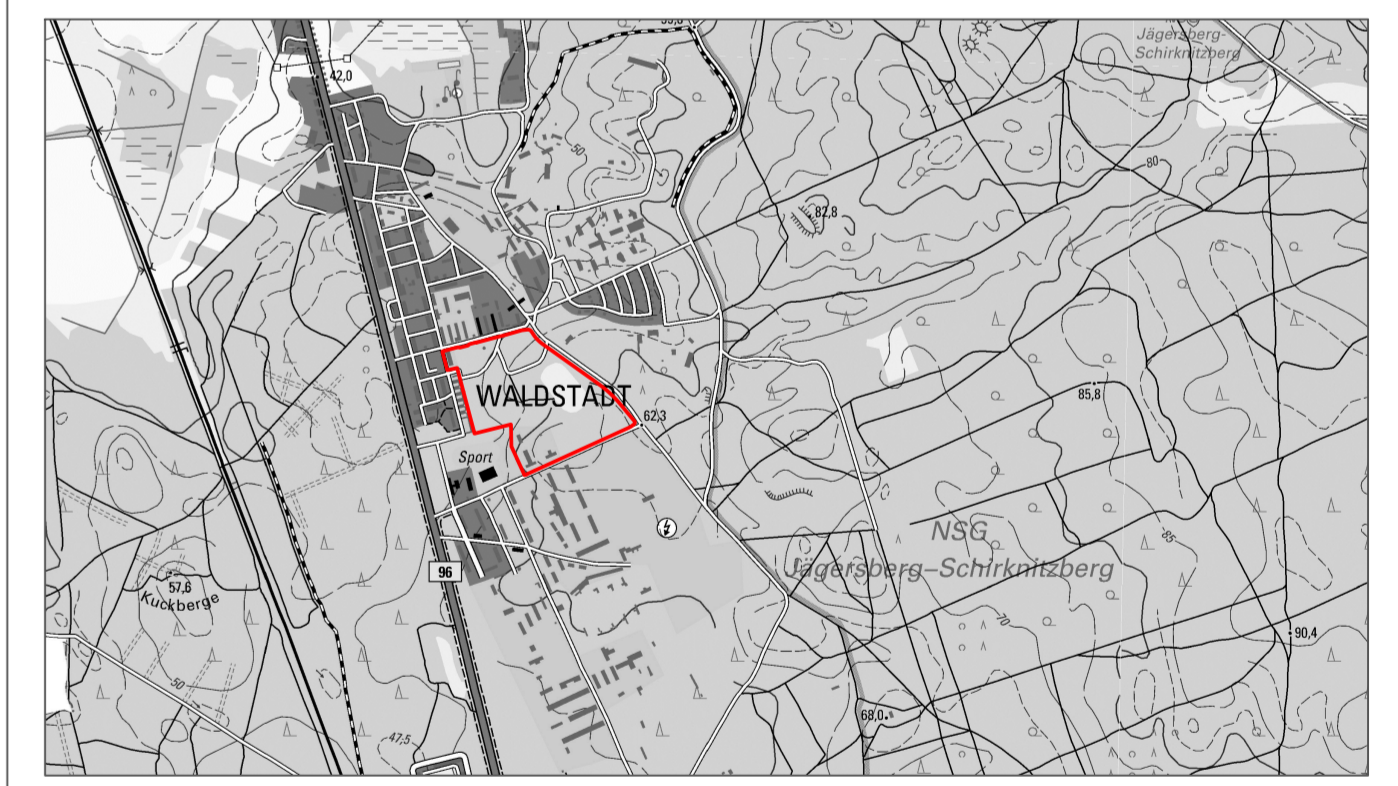 Jägersberg-
Schirknitzberg
42,0
50
80
82,8
WALDSTADT
62,3
85,8
Sport
NSG
Jägersberg-Schirknitzberg
85
96
57,6
Kuckberge
70
90,4
50
68,0
47,5